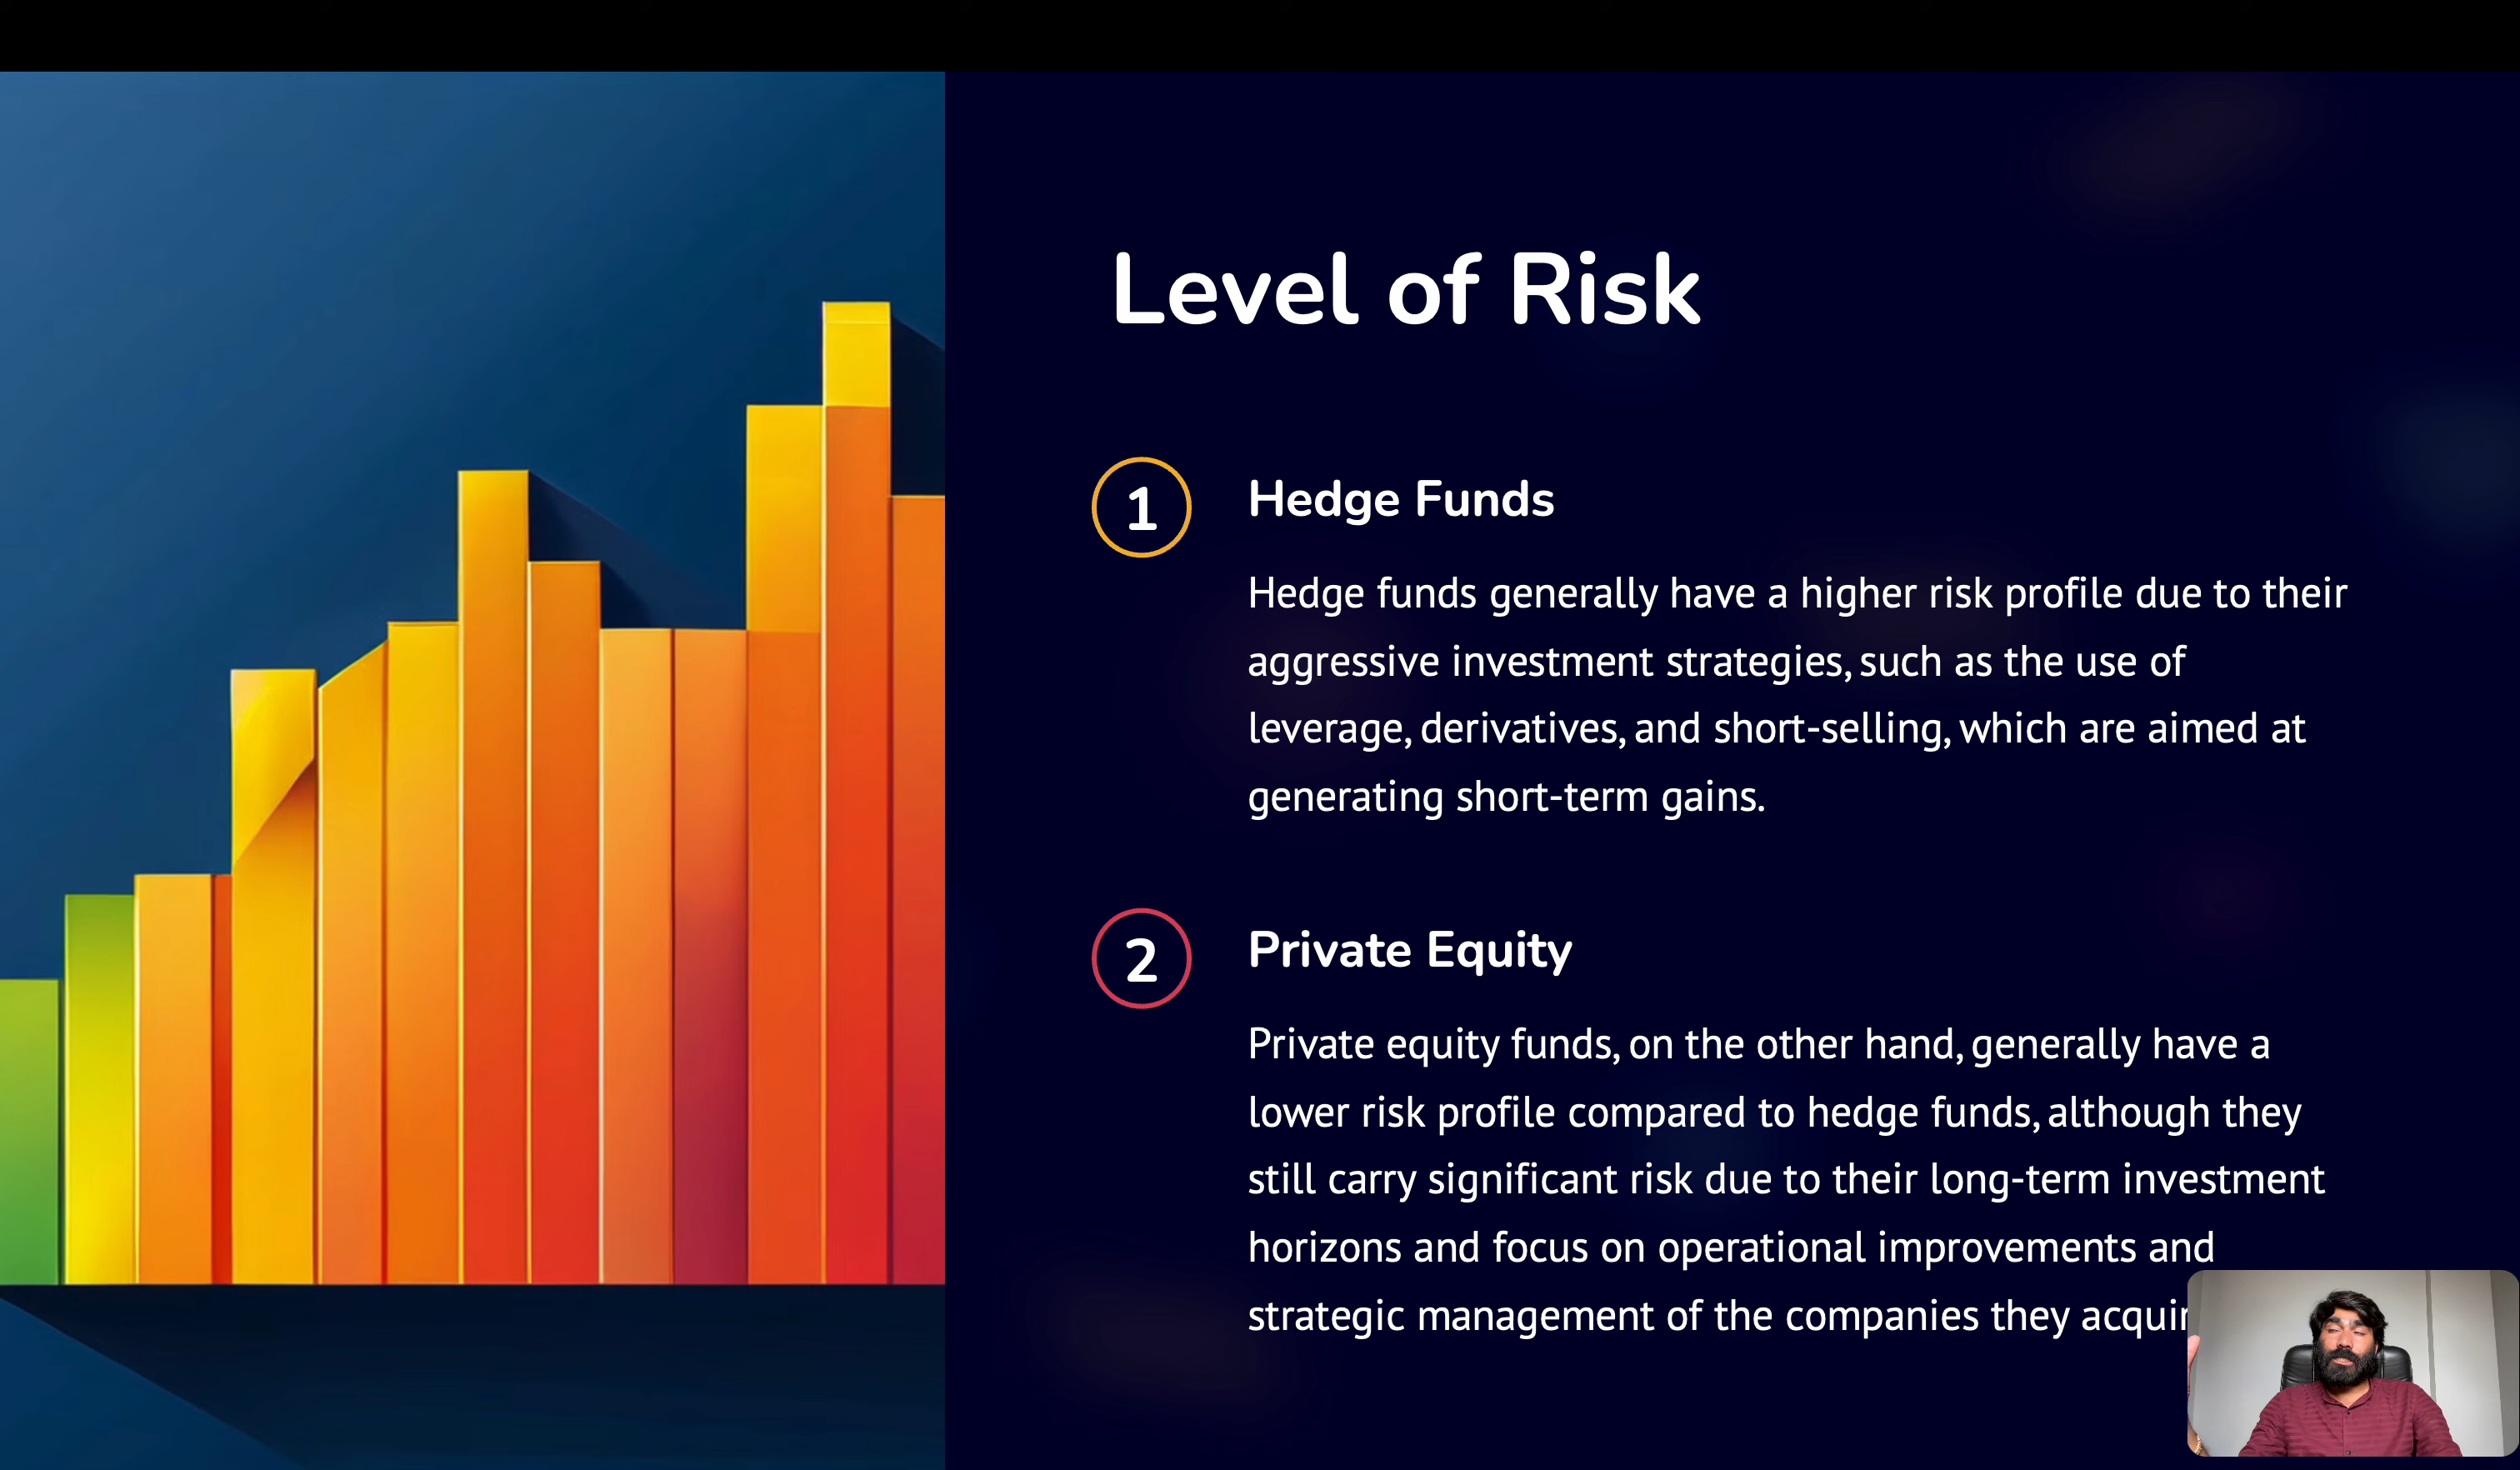 Level of Risk
1
Hedge Funds
Hedge funds generally have a higher risk profile due to their
aggressive investment strategies, such as the use of
leverage, derivatives, and short-selling, which are aimed at
generating short-term gains.
2
Private Equity
Private equity funds, on the other hand, generally have a
lower risk profile compared to hedge funds, although they
still carry significant risk due to their long-term investment
horizons and focus on operational improvements and
strategic management of the companies they